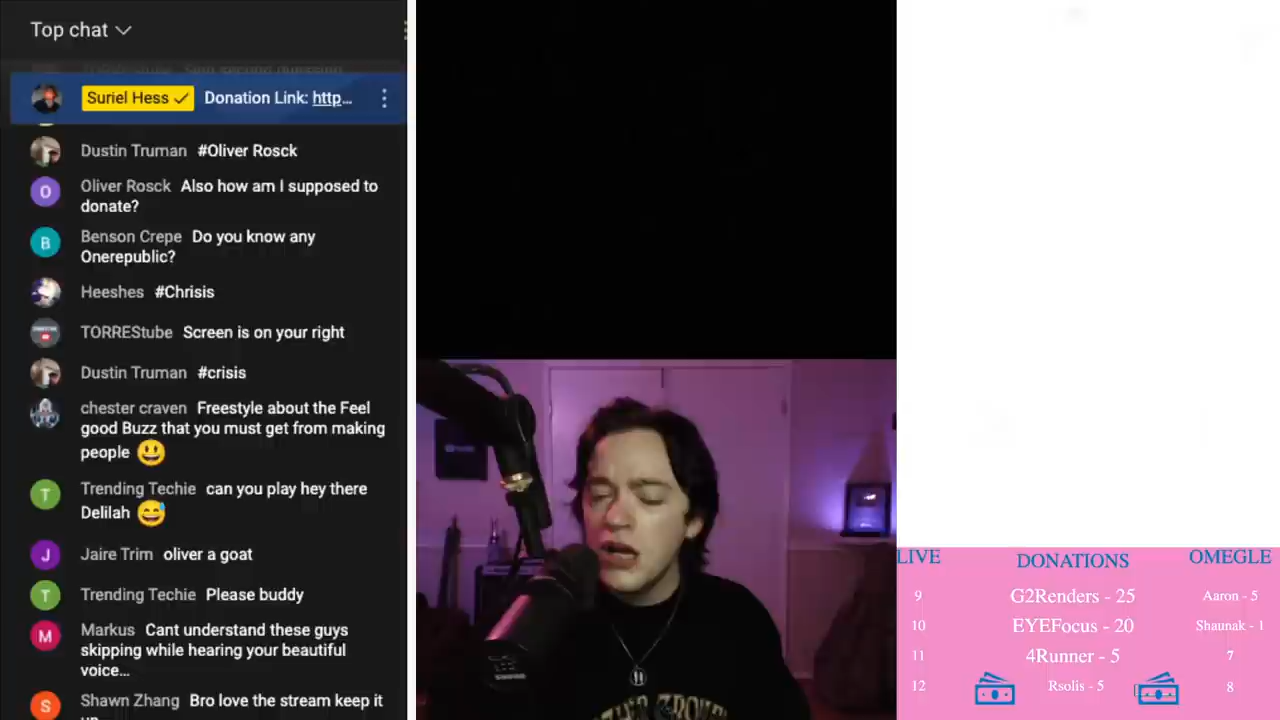 Top chat
Suriel Hess Donation Link: http...
Dustin Truman #Oliver Rosck
O Oliver Rosck Also how am I supposed to
donate?
B Benson Crepe Do you know any
Onerepublic?
Heeshes #Chrisis
TORREStube Screen is on your right
Dustin Truman #crisis
chester craven Freestyle about the Feel
good Buzz that you must get from making
people 😃
T Trending Techie can you play hey there
Delilah 😅
J Jaire Trim oliver a goat
T Trending Techie Please buddy
M Markus Cant understand these guys
skipping while hearing your beautiful
voice...
S Shawn Zhang Bro love the stream keep it
LIVE DONATIONS OMEGLE
9 G2Renders - 25 Aaron - 5
10 EYEFocus - 20 Shaunak - 1
11 4Runner - 5 7
12 Rsolis - 5 8